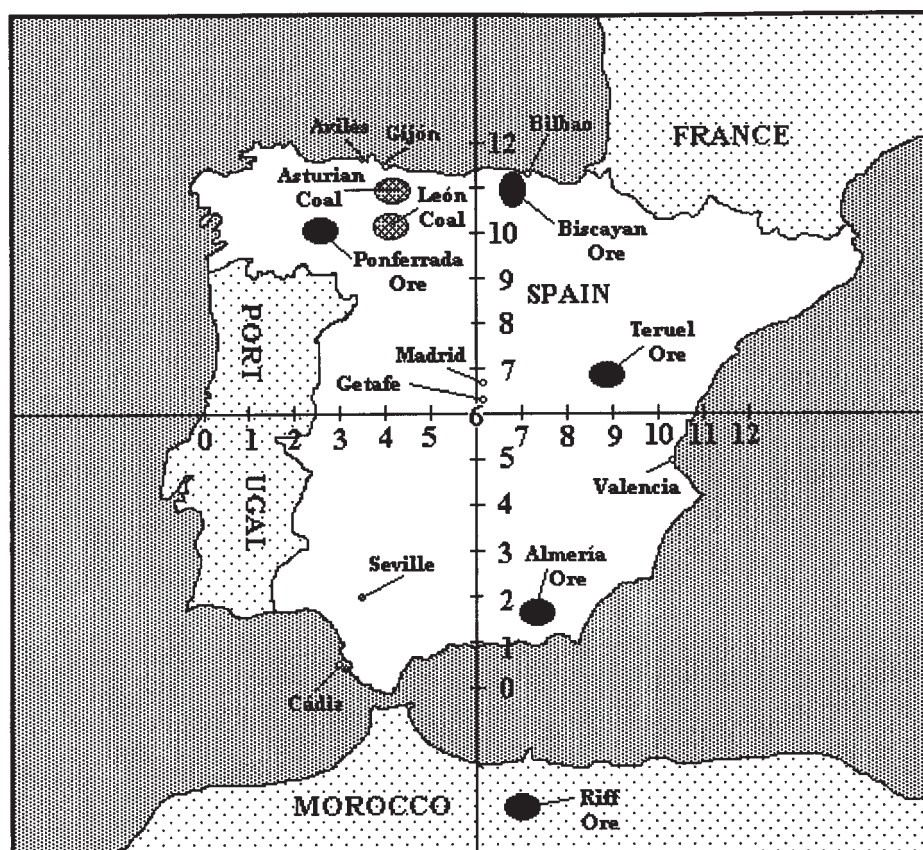 12
Avilés
Gijón
Bilbao
FRANCE
Asturian
Coal
León
Coal
10
Biscayan
Ore
Ponferrada
Ore
9
SPAIN
PORT
UGAL
8
Teruel
Ore
Madrid
7
Getafe
6
0 1 2 3 4 5 7 8 9 10 11 12
5
Valencia
4
3
Seville
Almería
Ore
2
1
Cádiz
0
MOROCCO
Riff
Ore